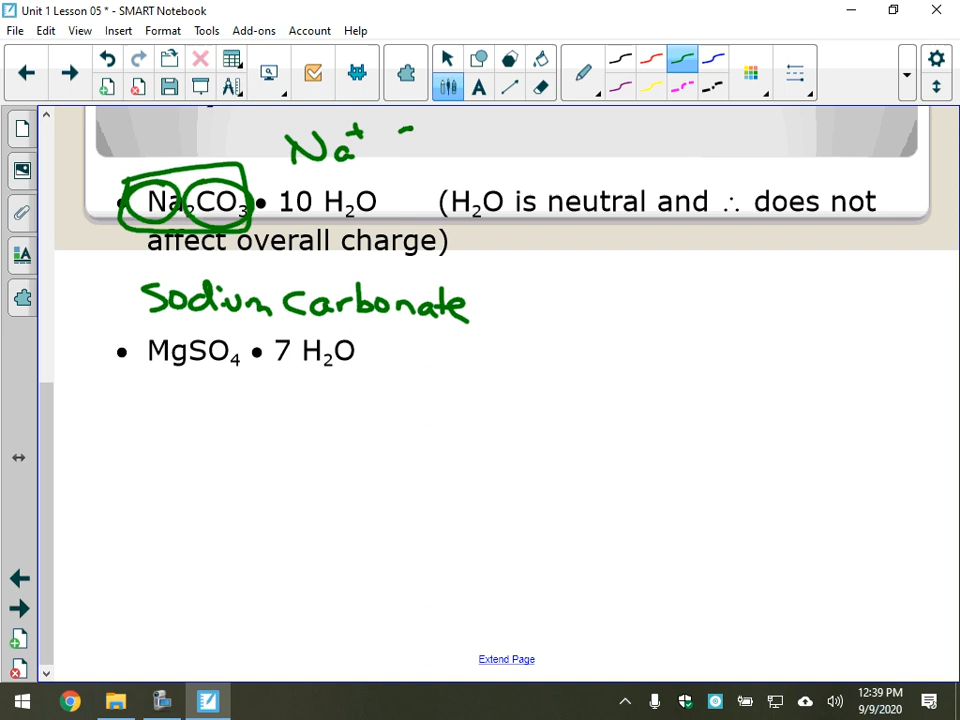 Unit 1 Lesson 05 * - SMART Notebook
File Edit View Insert Format Tools Add-ons Account Help
Na⁺ -
• Na₂CO₃ • 10 H₂O (H₂O is neutral and ∴ does not
affect overall charge)
Sodium Carbonate
• MgSO₄ • 7 H₂O
Extend Page
12:39 PM
9/9/2020